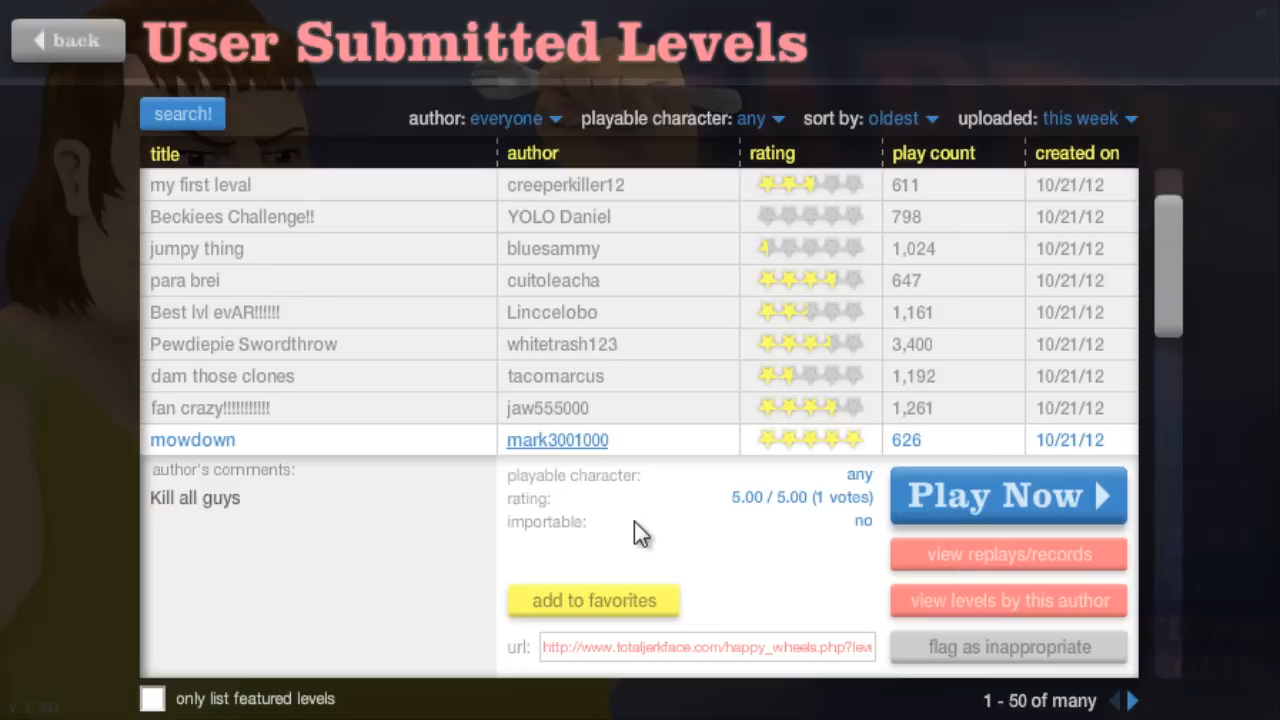 back
User Submitted Levels
search!
author: everyone playable character: any sort by: oldest uploaded: this week
title author rating play count created on
my first leval creeperkiller12 611 10/21/12
Beckiees Challenge!! YOLO Daniel 798 10/21/12
jumpy thing bluesammy 1,024 10/21/12
para brei cuitoleacha 647 10/21/12
Best lvl evAR!!!!!! Linccelobo 1,161 10/21/12
Pewdiepie Swordthrow whitetrash123 3,400 10/21/12
dam those clones tacomarcus 1,192 10/21/12
fan crazy!!!!!!!!!!! jaw555000 1,261 10/21/12
mowdown mark3001000 626 10/21/12
author's comments:
Kill all guys
playable character: any
rating: 5.00 / 5.00 (1 votes)
importable: no
Play Now
view replays/records
add to favorites
view levels by this author
url: http://www.totaljerkface.com/happy_wheels.php?leve
flag as inappropriate
only list featured levels
1 - 50 of many